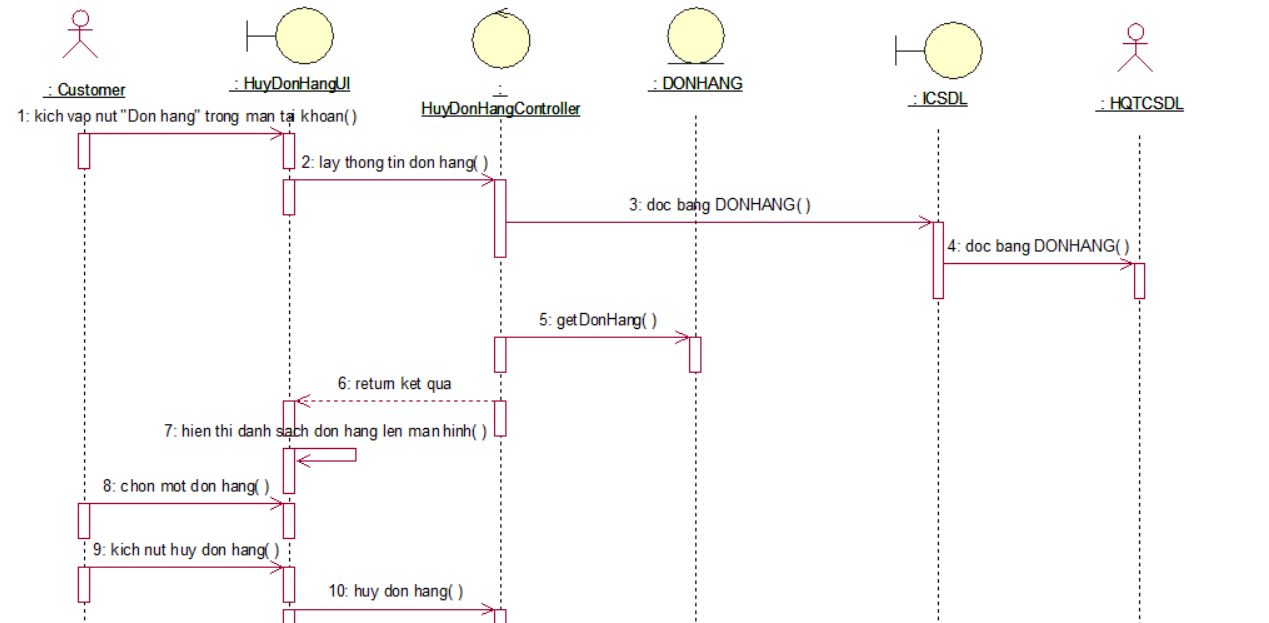 : Customer
: HuyDonHangUI
:
HuyDonHangController
: DONHANG
: ICSDL
: HQTCSDL
1: kich vao nut "Don hang" trong man tai khoan()
2: lay thong tin don hang( )
3: doc bang DONHANG( )
4: doc bang DONHANG( )
5: getDonHang( )
6: return ket qua
7: hien thi danh sach don hang len man hinh( )
8: chon mot don hang( )
9: kich nut huy don hang( )
10: huy don hang( )